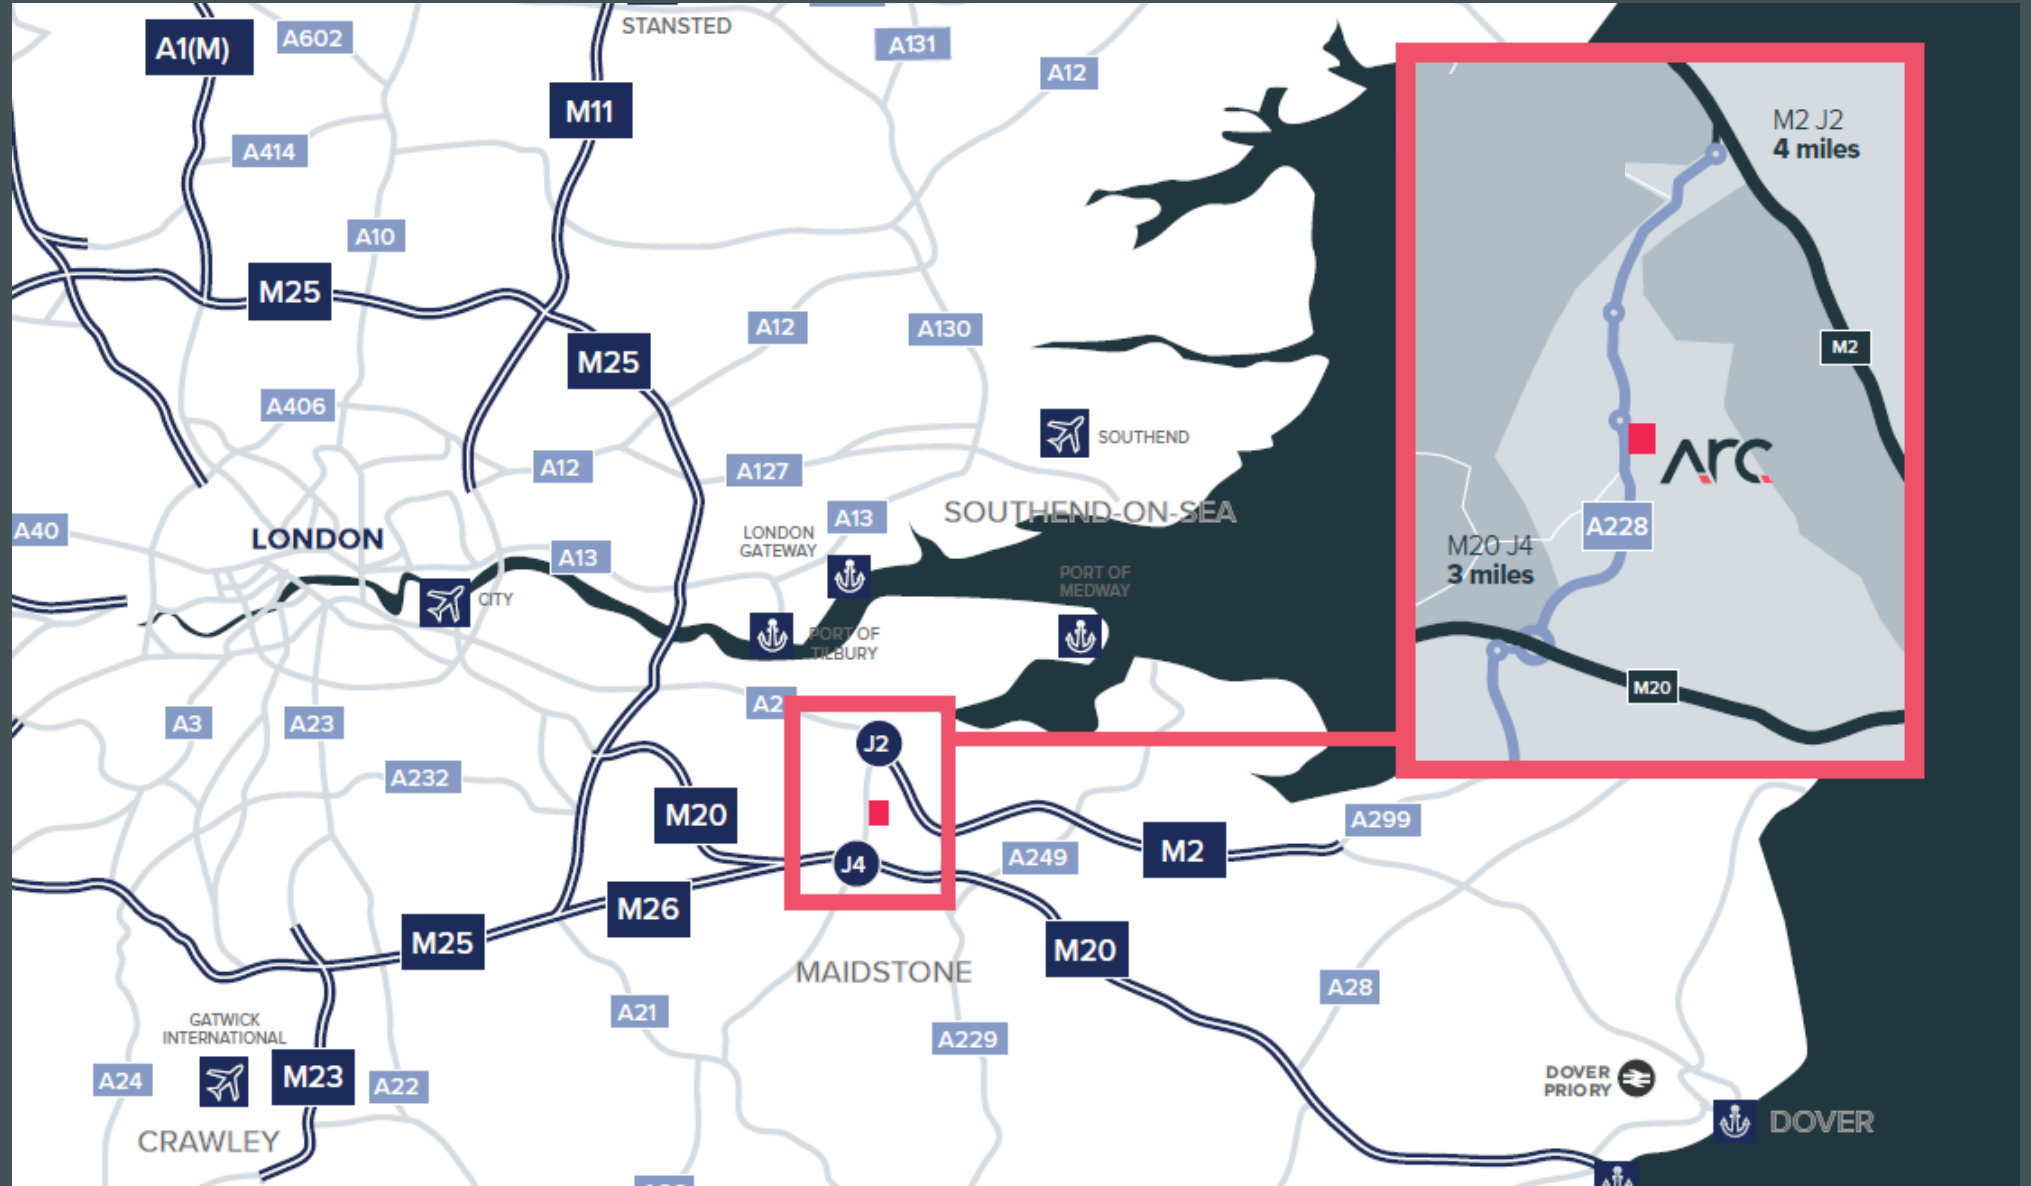 STANSTED
A1(M)
A602
A131
A12
M11
M2 J2
4 miles
A414
A10
M25
A12
A130
M2
M25
A406
SOUTHEND
Arc
A12
A127
A13
SOUTHEND-ON-SEA
A40
LONDON
LONDON
GATEWAY
A228
M20 J4
3 miles
A13
PORT OF
MEDWAY
CITY
PORT OF
TILBURY
M20
A2
A3
A23
J2
A232
M20
A299
M2
A249
J4
M26
M25
M20
MAIDSTONE
A28
A21
A229
GATWICK
INTERNATIONAL
A24
M23
A22
DOVER
PRIORY
DOVER
CRAWLEY